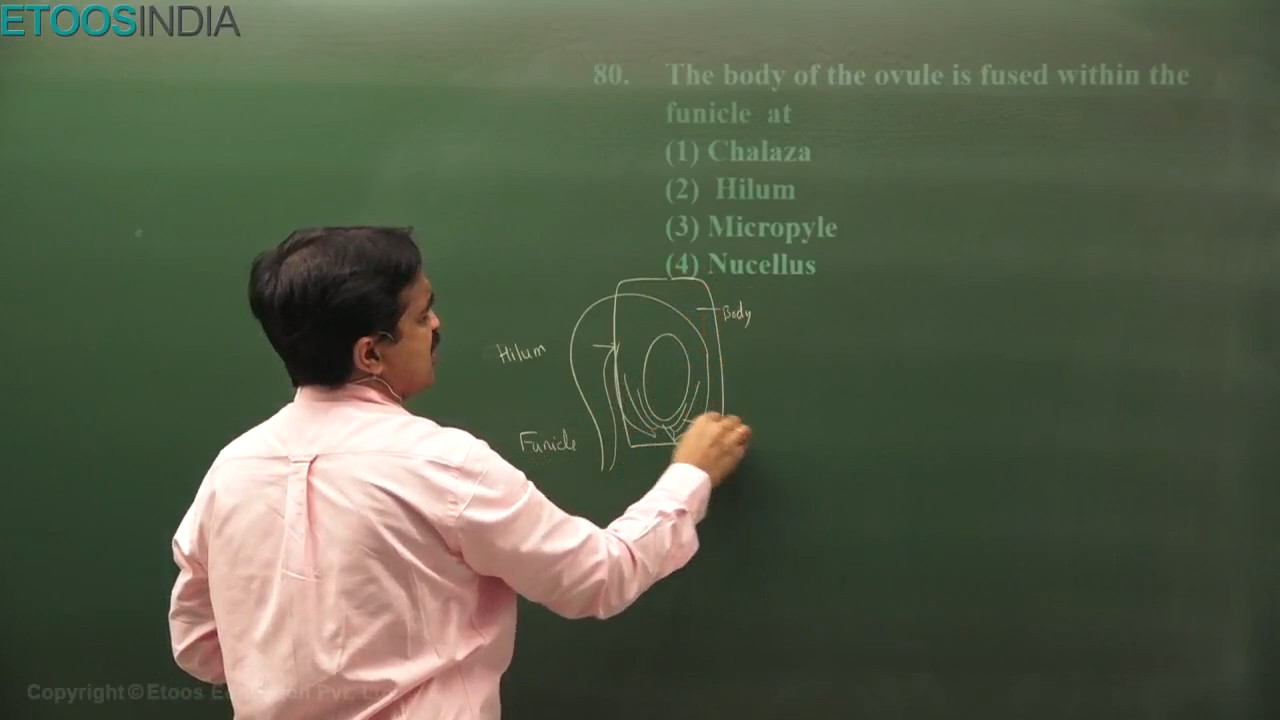 ETOOSINDIA
80. The body of the ovule is fused within the
funicle at
(1) Chalaza
(2) Hilum
(3) Micropyle
(4) Nucellus
Body
Hilum
Funicle
Copyright © Etoos